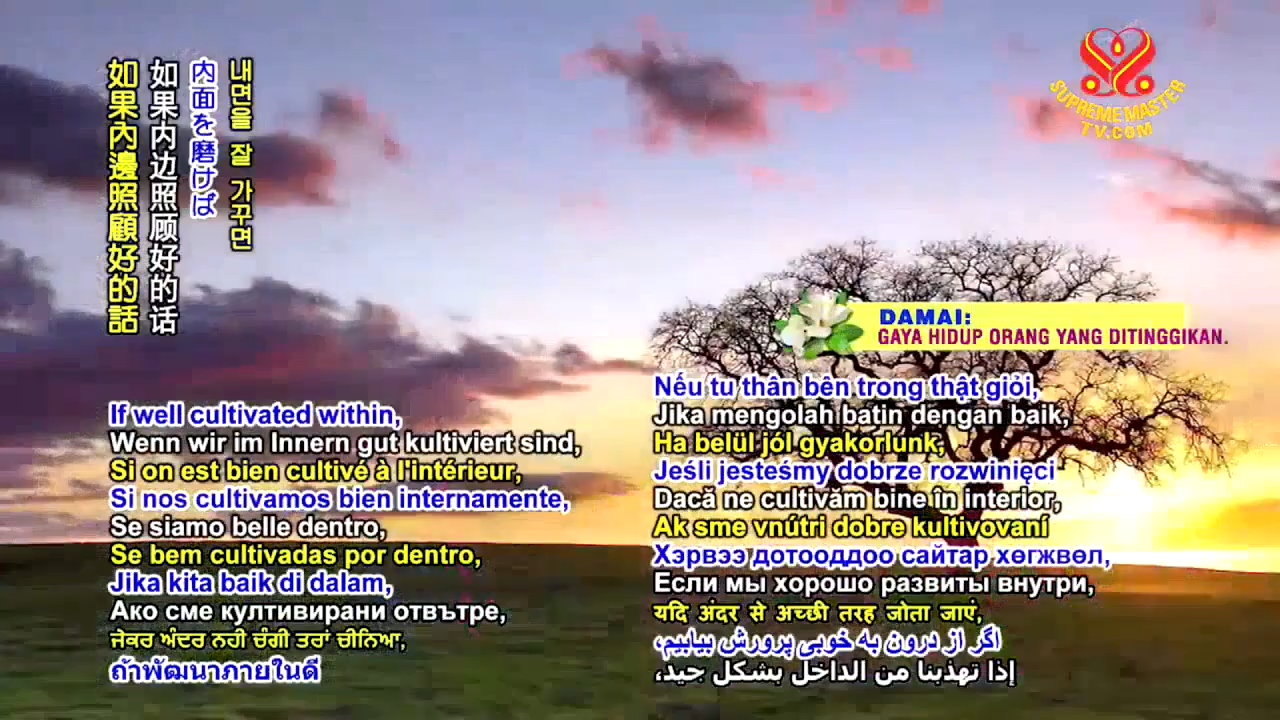 如果內邊照顧好的話
如果内边照顾好的话
内面を磨けば
내면을 잘 가꾸면
SUPREME MASTER
TV.COM
DAMAI:
GAYA HIDUP ORANG YANG DITINGGIKAN.
If well cultivated within,
Wenn wir im Innern gut kultiviert sind,
Si on est bien cultivé à l'intérieur,
Si nos cultivamos bien internamente,
Se siamo belle dentro,
Se bem cultivadas por dentro,
Jika kita baik di dalam,
Ако сме култивирани отвътре,
ਜੇਕਰ ਅੰਦਰ ਨਹੀ ਚੰਗੀ ਤਰਾਂ ਚੀਨਿਆ,
ถ้าพัฒนาภายในดี
Nếu tu thân bên trong thật giỏi,
Jika mengolah batin dengan baik,
Ha belül jól gyakorlunk,
Jeśli jesteśmy dobrze rozwinięci
Dacă ne cultivăm bine în interior,
Ak sme vnútri dobre kultivovaní
Хэрвээ дотооддоо сайтар хөгжвөл,
Если мы хорошо развиты внутри,
यदि अंदर से अच्छी तरह जोता जाएं,
اگر از درون به خوبی پرورش بیابیم،
إذا تهذبنا من الداخل بشكل جيد،